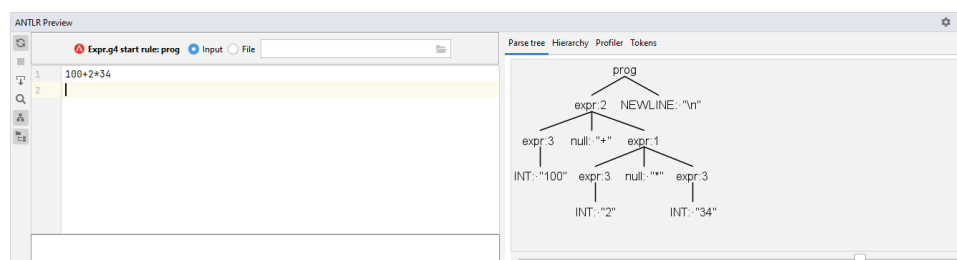 ANTLR Preview
Expr.g4 start rule: prog Input File
1 100+2*34
2
Parse tree Hierarchy Profiler Tokens
prog
expr:2 NEWLINE:·"\n"
expr:3 null:·"+" expr:1
INT:·"100" expr:3 null:·"*" expr:3
INT:·"2" INT:·"34"